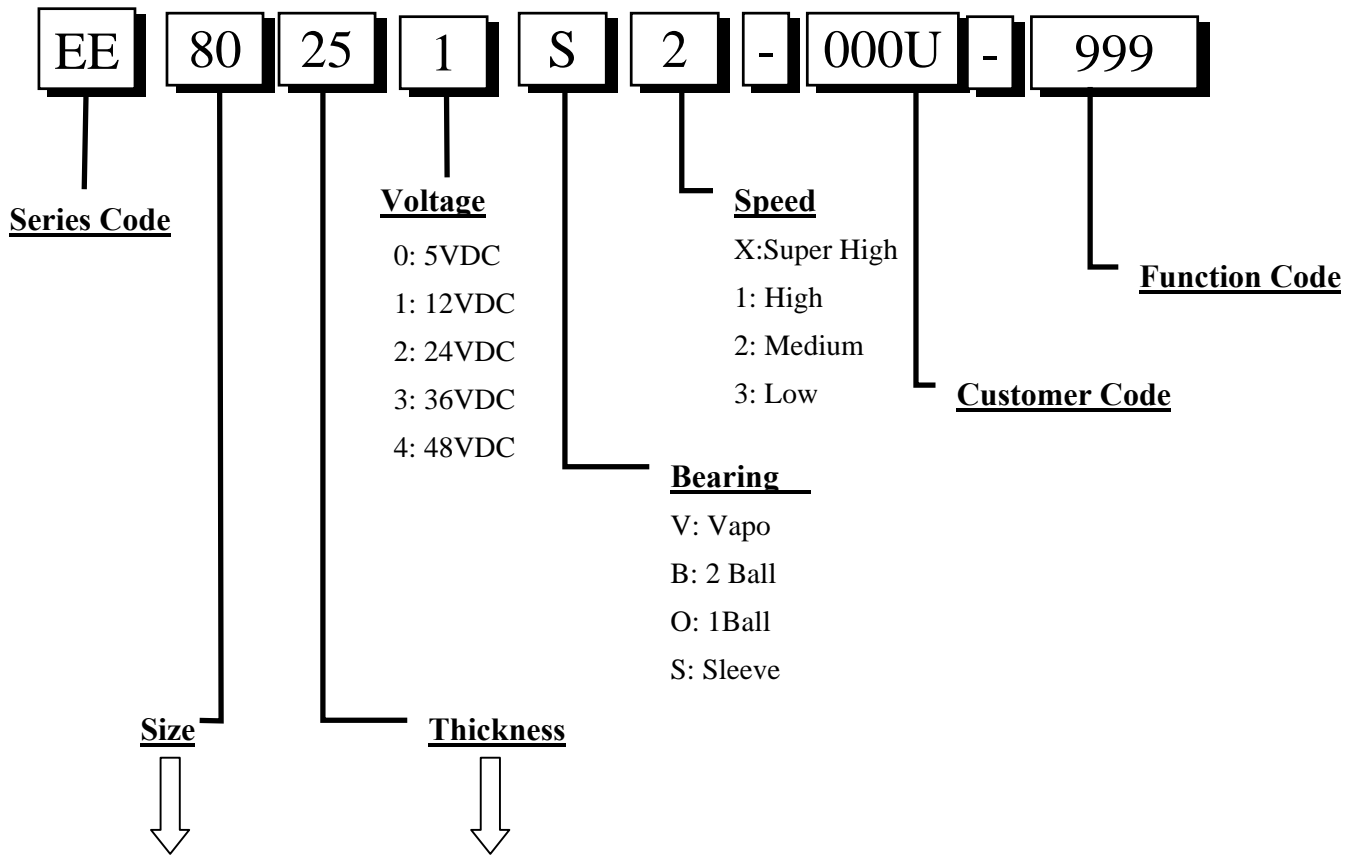 EE 80 25 1 S 2 - 000U - 999
Series Code
Voltage
0: 5VDC
1: 12VDC
2: 24VDC
3: 36VDC
4: 48VDC
Speed
X:Super High
1: High
2: Medium
3: Low
Function Code
Customer Code
Bearing
V: Vapo
B: 2 Ball
O: 1Ball
S: Sleeve
Size
Thickness